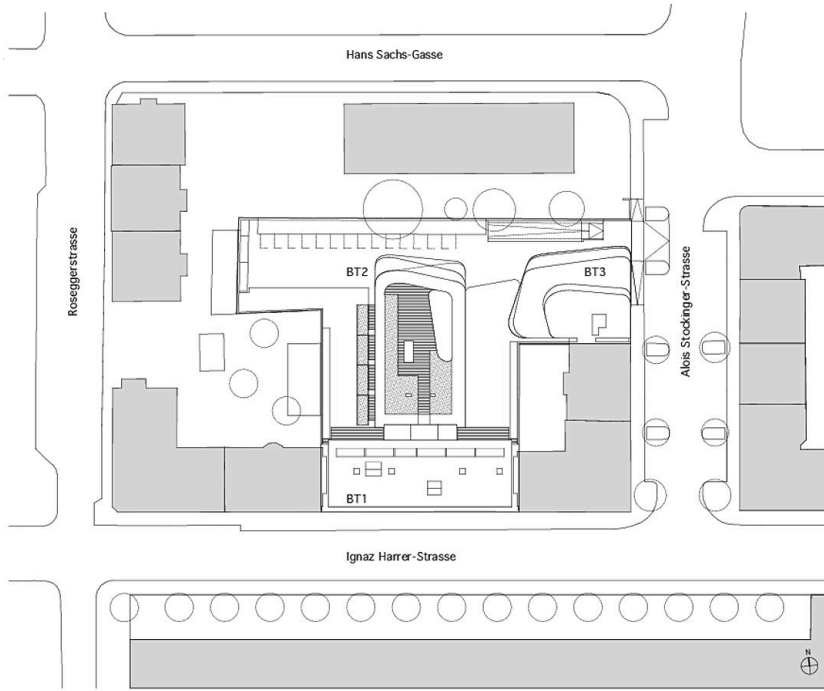 Hans Sachs-Gasse
Roseggerstrasse
BT2
BT3
Alois Stockinger-Strasse
BT1
Ignaz Harrer-Strasse
N